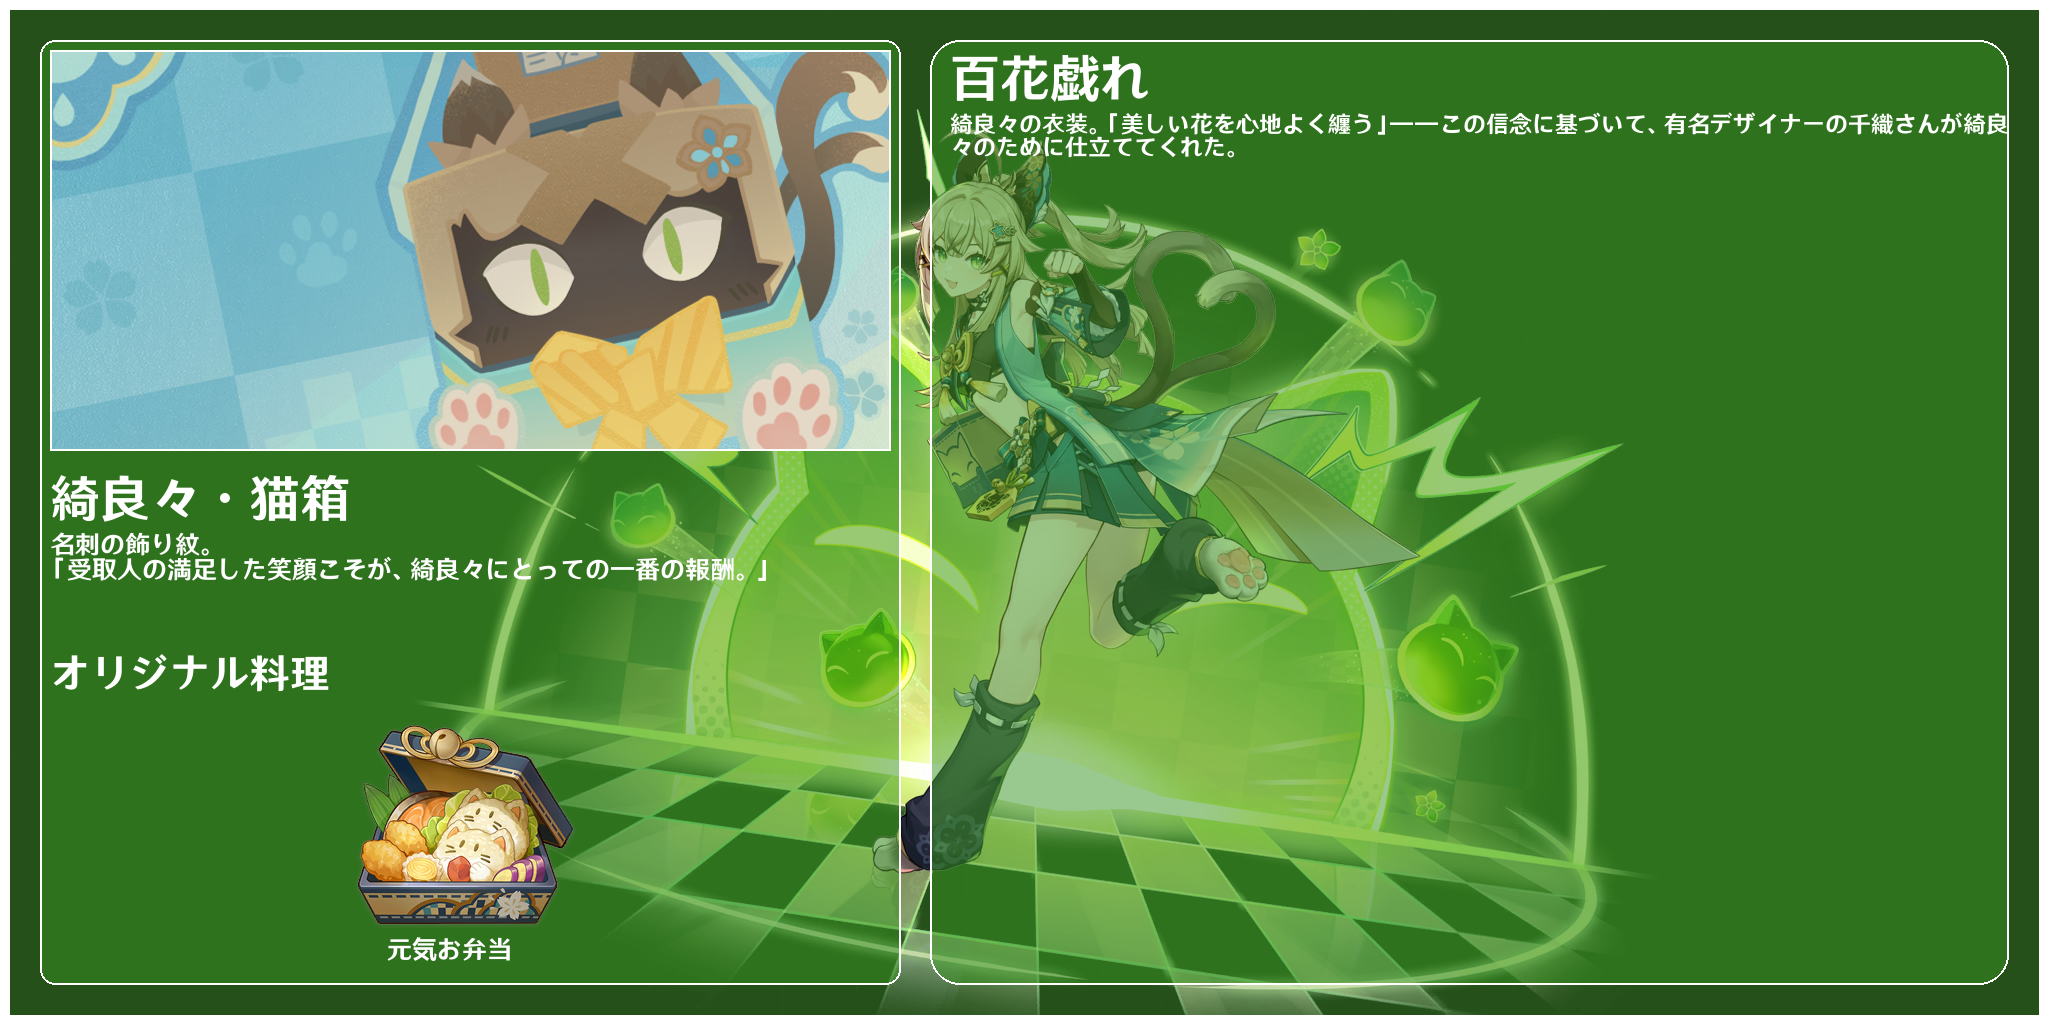 綺良々・猫箱
名刺の飾り紋。
「受取人の満足した笑顔こそが、綺良々にとっての一番の報酬。」
オリジナル料理
元気お弁当
百花戯れ
綺良々の衣装。「美しい花を心地よく纏う」——この信念に基づいて、有名デザイナーの千織さんが綺良
々のために仕立ててくれた。